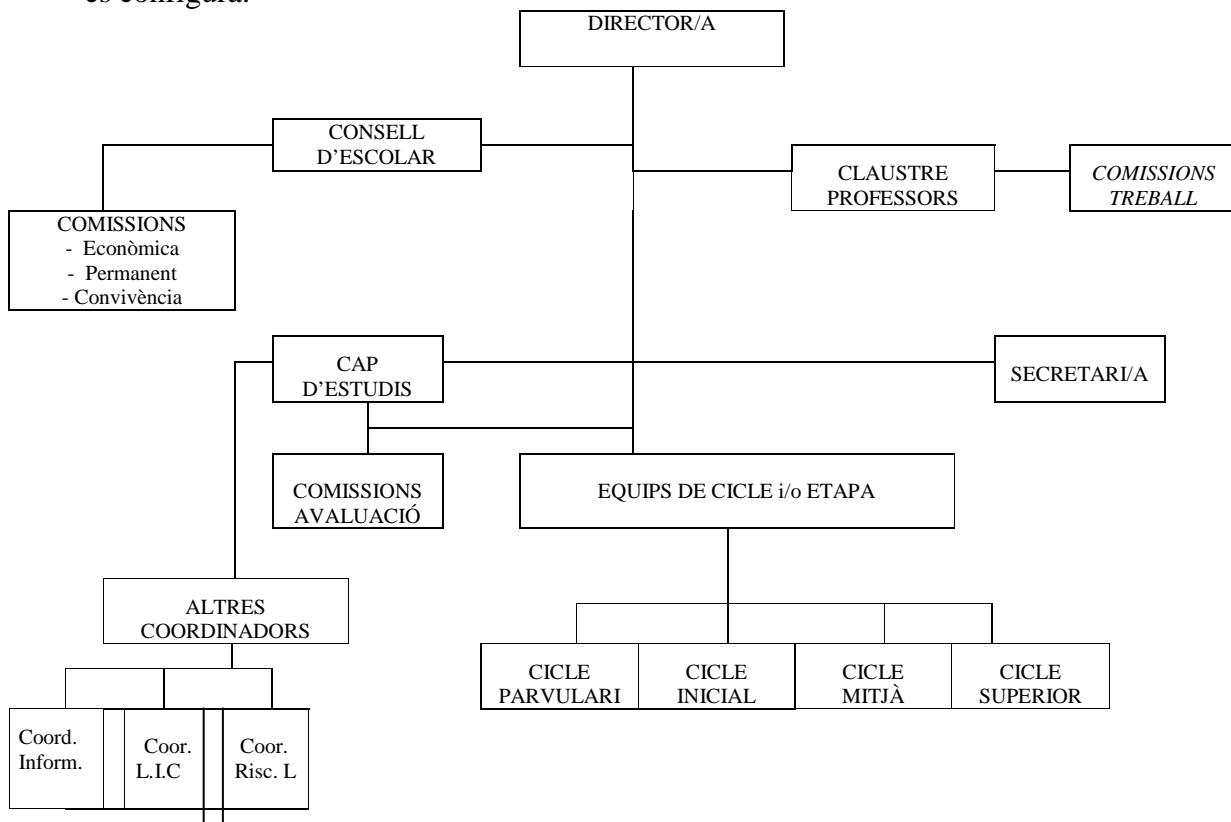 es configura:
DIRECTOR/A
CONSELL
D'ESCOLAR
CLAUSTRE
PROFESSORS
COMISSIONS
TREBALL
COMISSIONS
- Econòmica
- Permanent
- Convivència
CAP
D'ESTUDIS
SECRETARI/A
COMISSIONS
AVALUACIÓ
EQUIPS DE CICLE i/o ETAPA
ALTRES
COORDINADORS
CICLE
PARVULARI
CICLE
INICIAL
CICLE
MITJÀ
CICLE
SUPERIOR
Coord.
Inform.
Coor.
L.I.C
Coor.
Risc. L